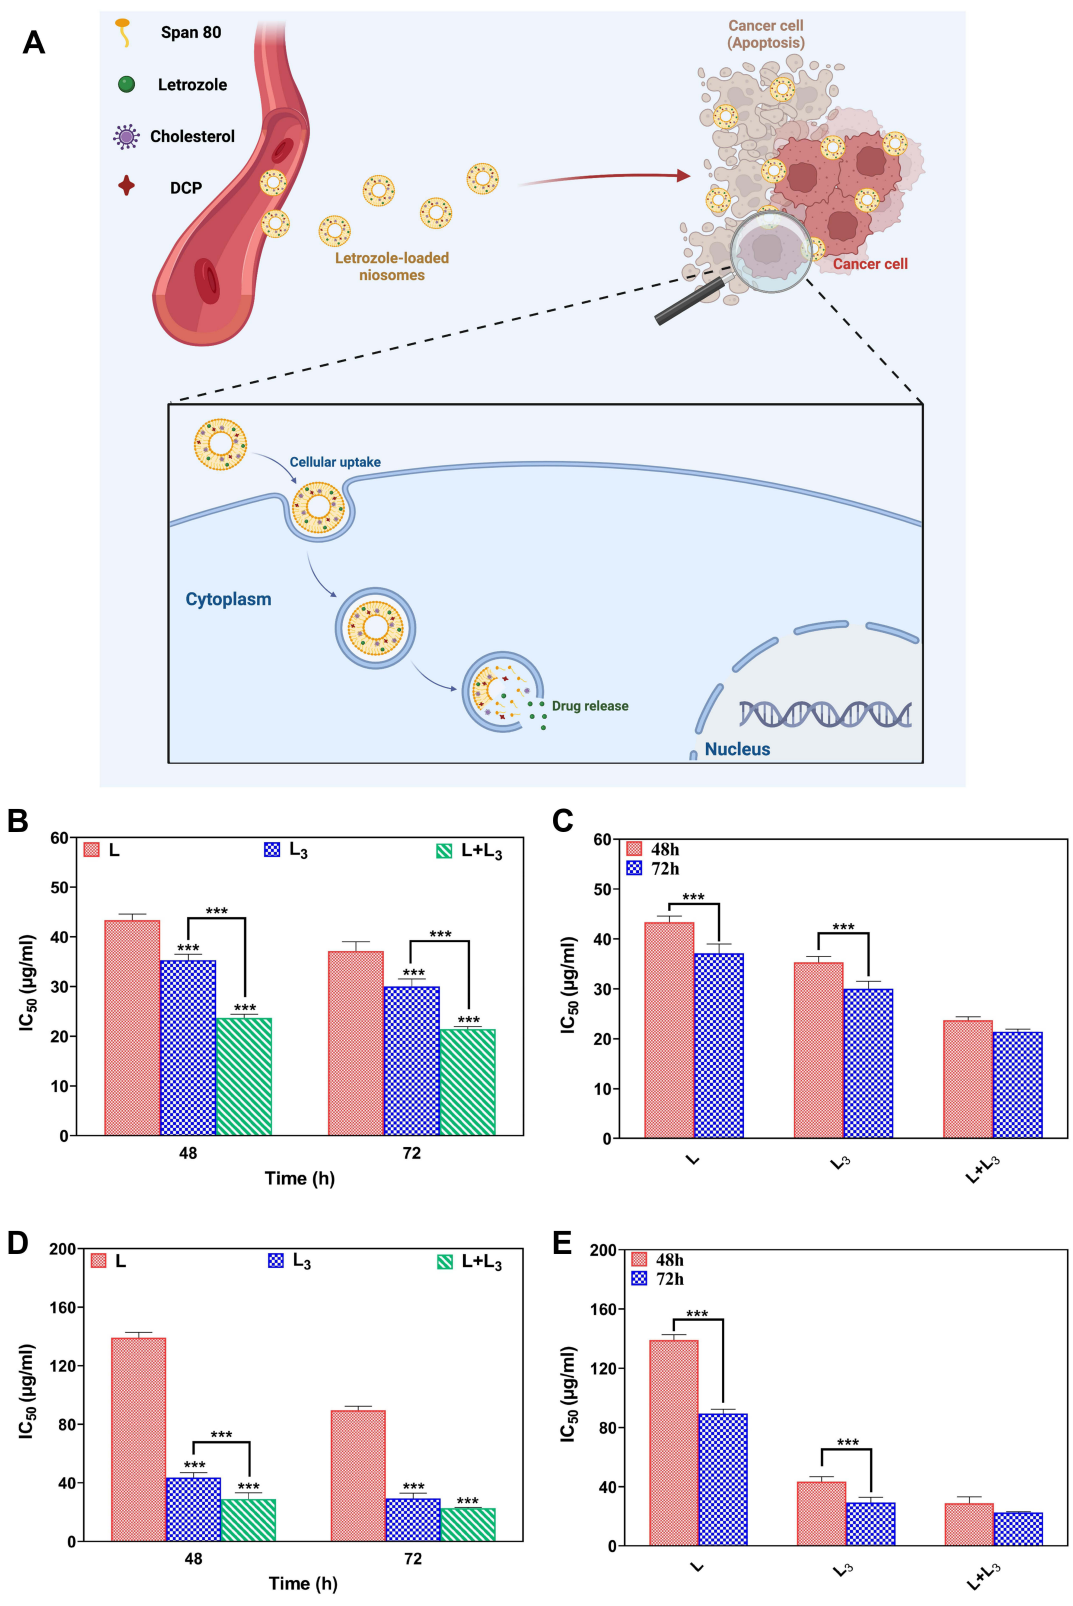 A
Span 80
Letrozole
Cholesterol
DCP
Letrozole-loaded
niosomes
Cancer cell
(Apoptosis)
Cancer cell
Cellular uptake
Cytoplasm
Drug release
Nucleus
B
60
50
40
30
20
10
0
IC50 (µg/ml)
L
L3
L+L3
***
***
***
***
***
***
48
72
Time (h)
C
60
50
40
30
20
10
0
IC50 (µg/ml)
48h
72h
***
***
L
L3
L+L3
D
200
160
120
80
40
0
IC50 (µg/ml)
L
L3
L+L3
***
***
***
***
***
48
72
Time (h)
E
200
160
120
80
40
0
IC50 (µg/ml)
48h
72h
***
***
L
L3
L+L3